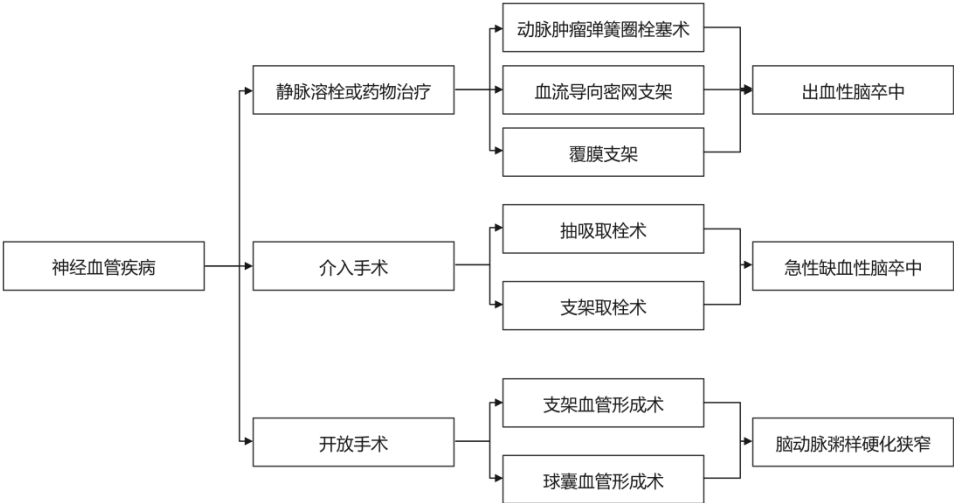 动脉肿瘤弹簧圈栓塞术
静脉溶栓或药物治疗
血流导向密网支架
出血性脑卒中
覆膜支架
抽吸取栓术
神经血管疾病
介入手术
急性缺血性脑卒中
支架取栓术
支架血管形成术
开放手术
脑动脉粥样硬化狭窄
球囊血管形成术